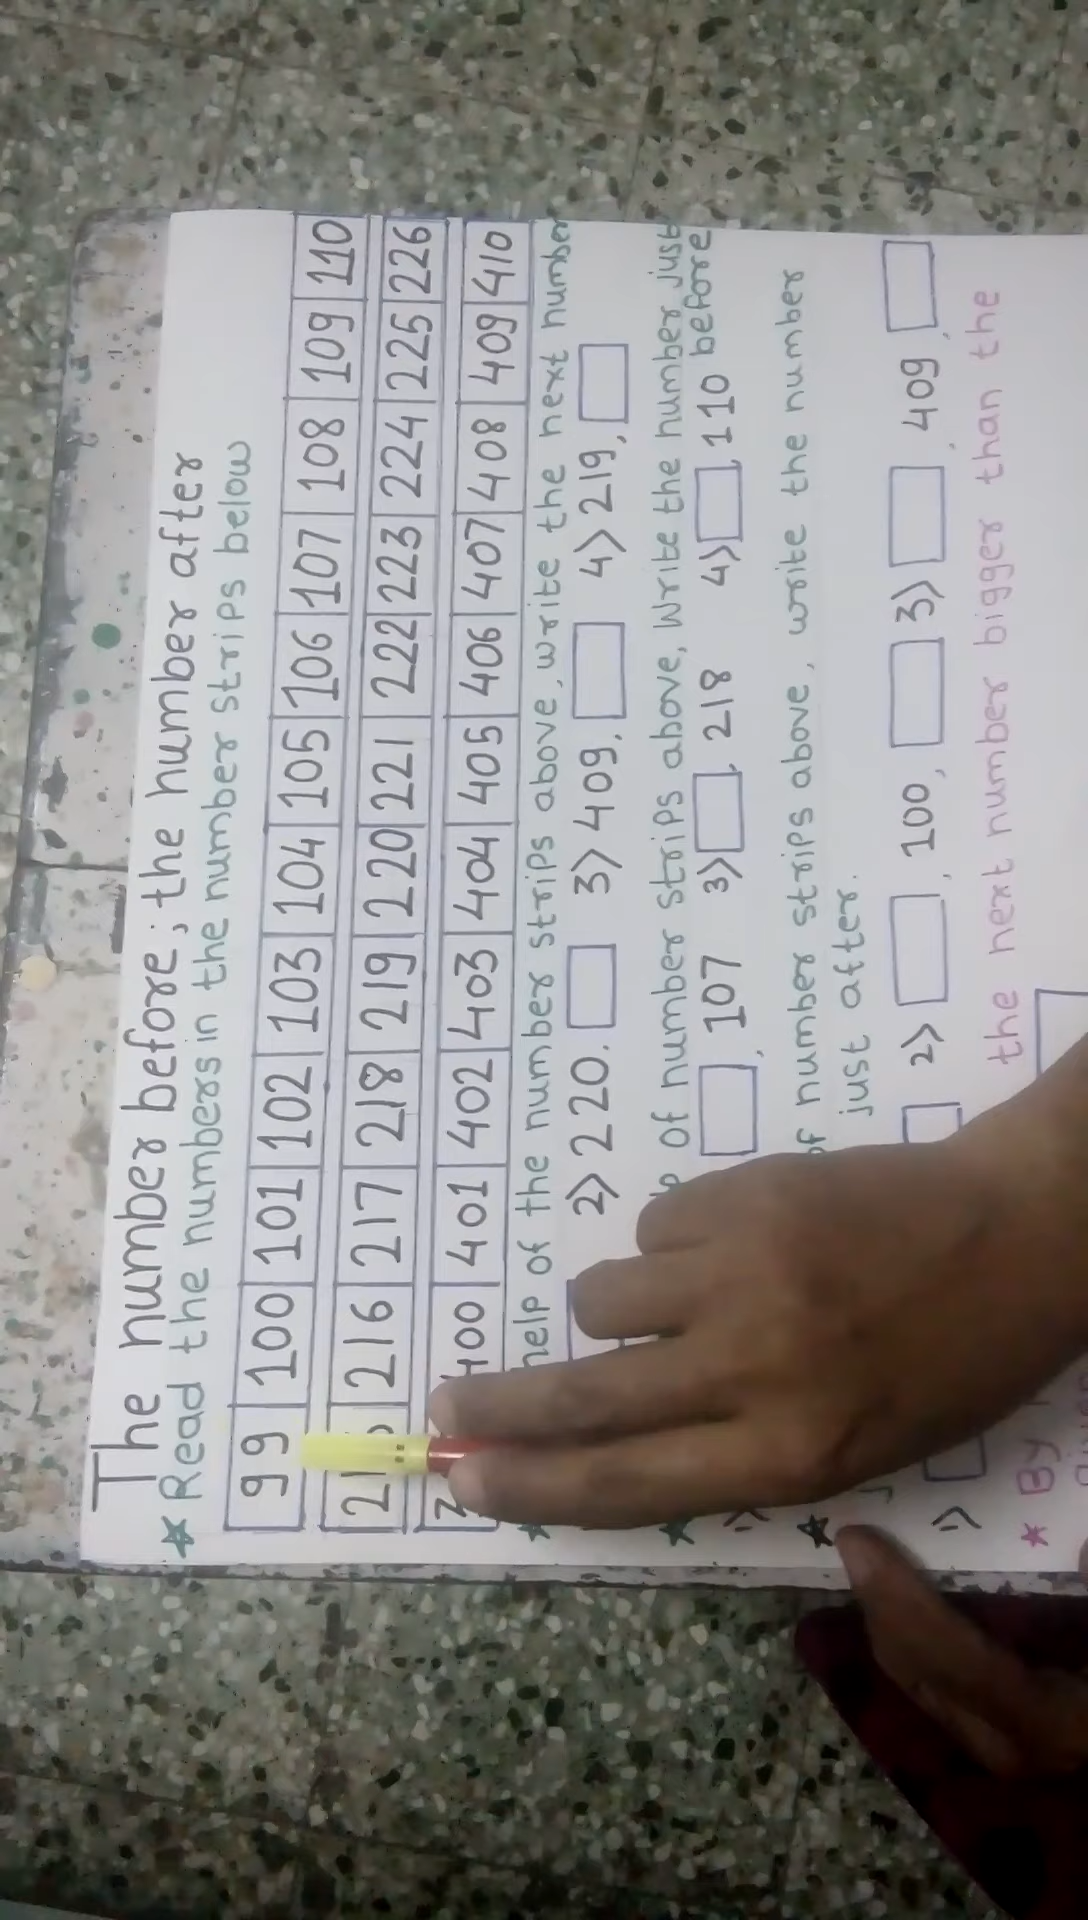 The number before; the number after
Read the numbers in the number strips below
99 100 101 102 103 104 105 106 107 108 109 110
216 217 218 219 220 221 222 223 224 225 226
400 401 402 403 404 405 406 407 408 409 410
help of the number strips above, write the next number
2) 220. 3) 409, 4) 219,
of number strips above, write the number just before
, 107 3) , 218 4) , 110
number strips above, write the number
just after.
1) 2) , 100, 3) , 409,
By the next number bigger than the